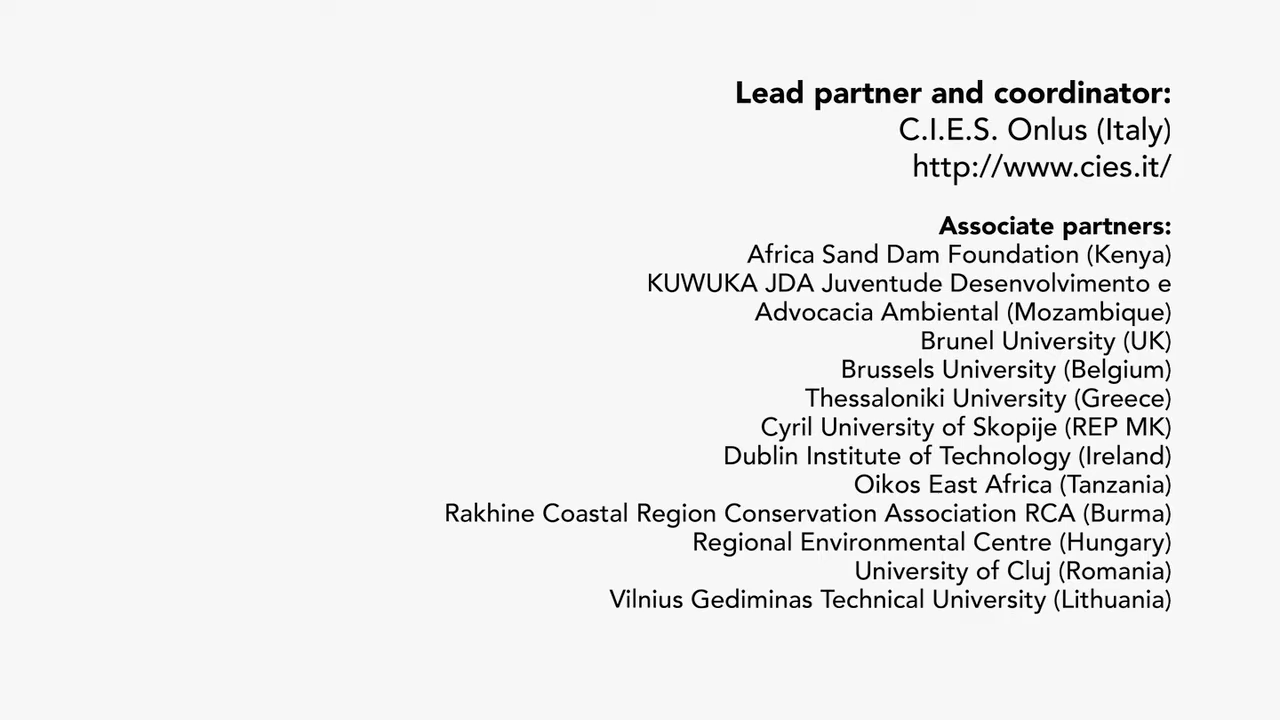 Lead partner and coordinator:
C.I.E.S. Onlus (Italy)
http://www.cies.it/
Associate partners:
Africa Sand Dam Foundation (Kenya)
KUWUKA JDA Juventude Desenvolvimento e
Advocacia Ambiental (Mozambique)
Brunel University (UK)
Brussels University (Belgium)
Thessaloniki University (Greece)
Cyril University of Skopije (REP MK)
Dublin Institute of Technology (Ireland)
Oikos East Africa (Tanzania)
Rakhine Coastal Region Conservation Association RCA (Burma)
Regional Environmental Centre (Hungary)
University of Cluj (Romania)
Vilnius Gediminas Technical University (Lithuania)